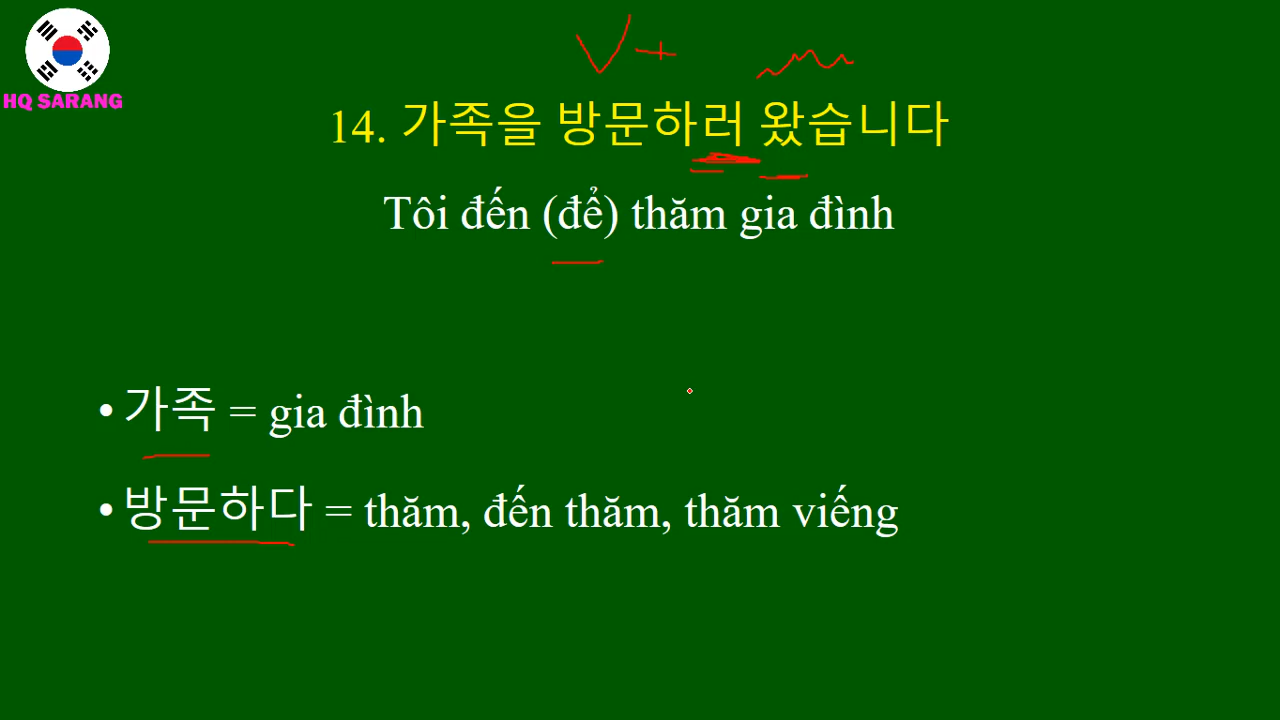 HQ SARANG
V +
14. 가족을 방문하러 왔습니다
Tôi đến (để) thăm gia đình
• 가족 = gia đình
• 방문하다 = thăm, đến thăm, thăm viếng